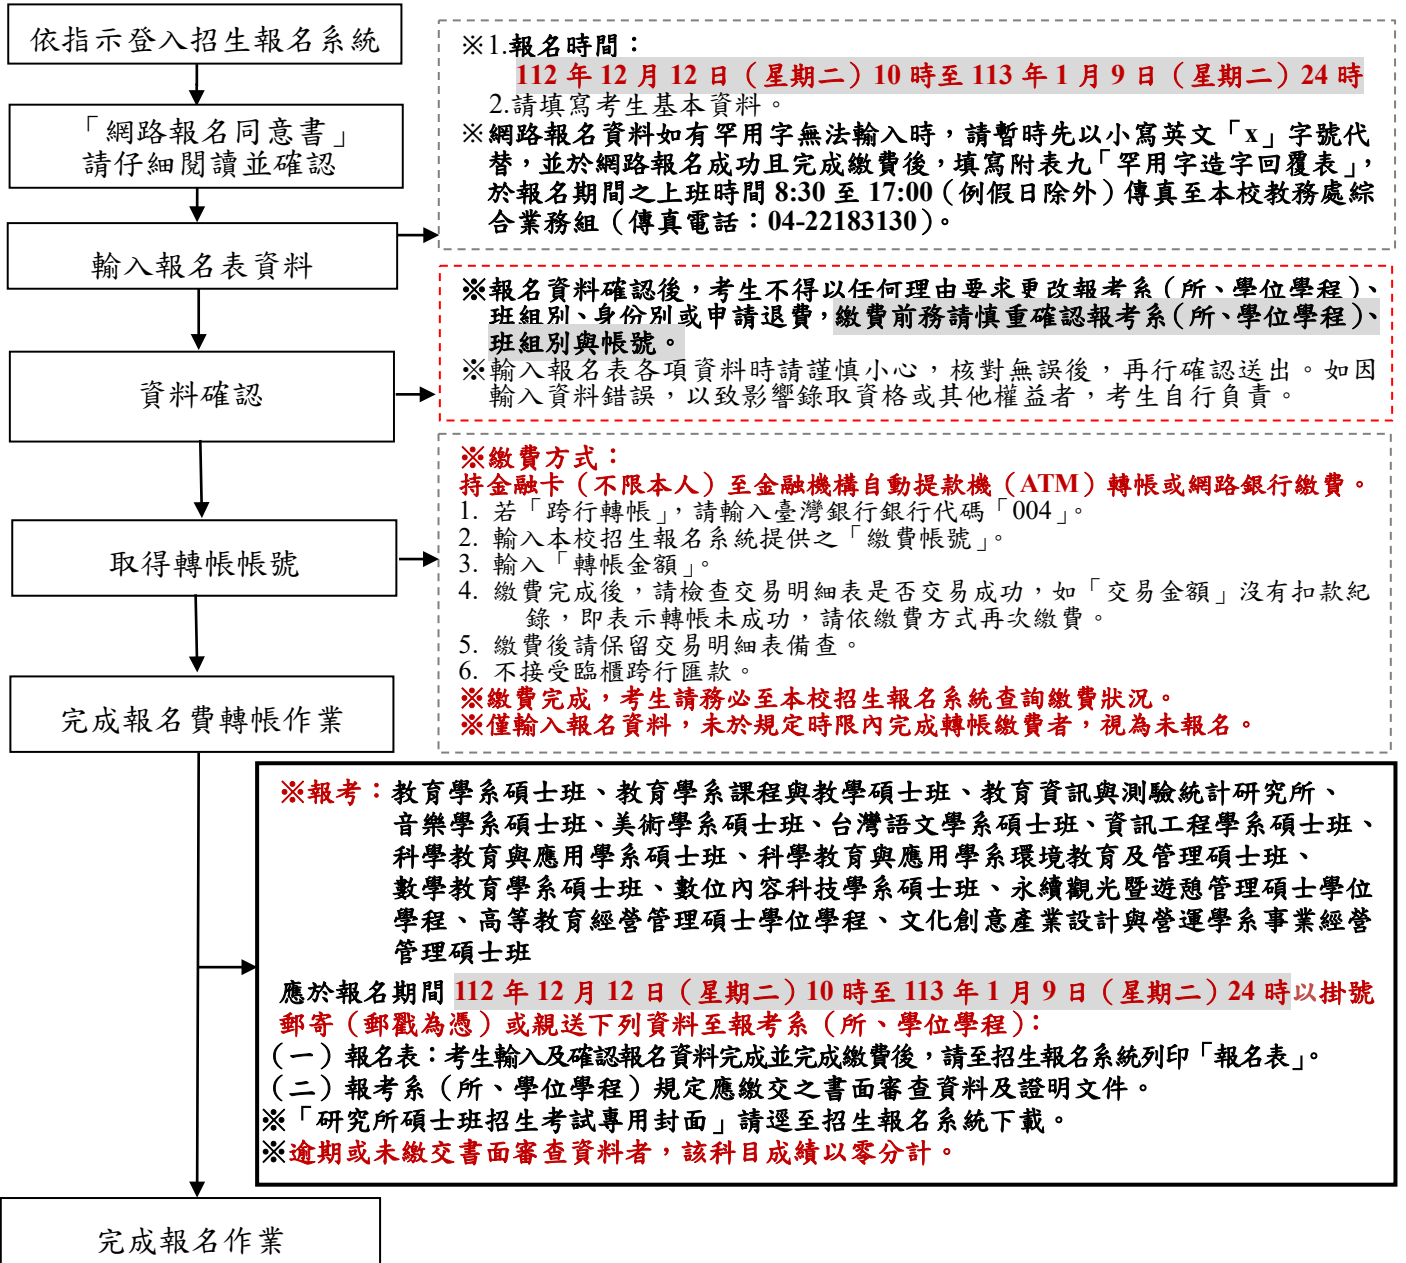 依指示登入招生報名系統
「網路報名同意書」
請仔細閱讀並確認
輸入報名表資料
※1.報名時間：
112 年 12 月 12 日（星期二）10 時至 113 年 1 月 9 日（星期二）24 時
2.請填寫考生基本資料。
※網路報名資料如有罕用字無法輸入時，請暫時先以小寫英文「x」字號代
替，並於網路報名成功且完成繳費後，填寫附表九「罕用字造字回覆表」，
於報名期間之上班時間 8:30 至 17:00（例假日除外）傳真至本校教務處綜
合業務組（傳真電話：04-22183130）。
資料確認
※報名資料確認後，考生不得以任何理由要求更改報考系（所、學位學程）、
班組別、身份別或申請退費，繳費前務請慎重確認報考系（所、學位學程）、
班組別與帳號。
※輸入報名表各項資料時請謹慎小心，核對無誤後，再行確認送出。如因
輸入資料錯誤，以致影響錄取資格或其他權益者，考生自行負責。
取得轉帳帳號
※繳費方式：
持金融卡（不限本人）至金融機構自動提款機（ATM）轉帳或網路銀行繳費。
1. 若「跨行轉帳」，請輸入臺灣銀行銀行代碼「004」。
2. 輸入本校招生報名系統提供之「繳費帳號」。
3. 輸入「轉帳金額」。
4. 繳費完成後，請檢查交易明細表是否交易成功，如「交易金額」沒有扣款紀
錄，即表示轉帳未成功，請依繳費方式再次繳費。
5. 繳費後請保留交易明細表備查。
6. 不接受臨櫃跨行匯款。
※繳費完成，考生請務必至本校招生報名系統查詢繳費狀況。
※僅輸入報名資料，未於規定時限內完成轉帳繳費者，視為未報名。
完成報名費轉帳作業
※報考：教育學系碩士班、教育學系課程與教學碩士班、教育資訊與測驗統計研究所、
音樂學系碩士班、美術學系碩士班、台灣語文學系碩士班、資訊工程學系碩士班、
科學教育與應用學系碩士班、科學教育與應用學系環境教育及管理碩士班、
數學教育學系碩士班、數位內容科技學系碩士班、永續觀光暨遊憩管理碩士學位
學程、高等教育經營管理碩士學位學程、文化創意產業設計與營運學系事業經營
管理碩士班
應於報名期間 112 年 12 月 12 日（星期二）10 時至 113 年 1 月 9 日（星期二）24 時以掛號
郵寄（郵戳為憑）或親送下列資料至報考系（所、學位學程）：
（一）報名表：考生輸入及確認報名資料完成並完成繳費後，請至招生報名系統列印「報名表」。
（二）報考系（所、學位學程）規定應繳交之書面審查資料及證明文件。
※「研究所碩士班招生考試專用封面」請逕至招生報名系統下載。
※逾期或未繳交書面審查資料者，該科目成績以零分計。
完成報名作業